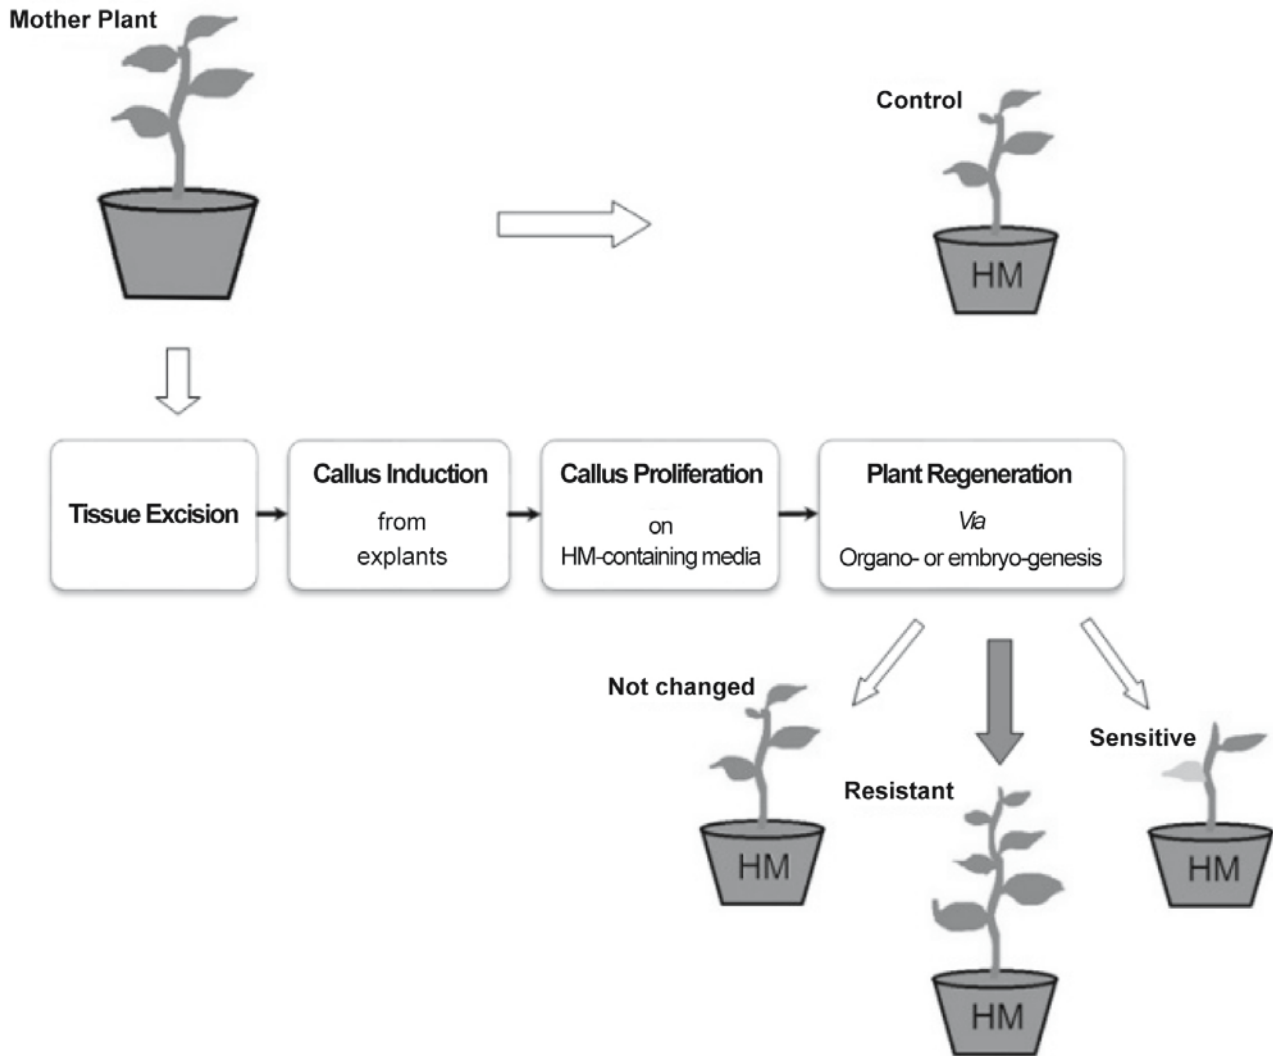 Mother Plant
Control
HM
Tissue Excision
Callus Induction
from
explants
Callus Proliferation
on
HM-containing media
Plant Regeneration
Via
Organo- or embryo-genesis
Not changed
HM
Resistant
HM
Sensitive
HM